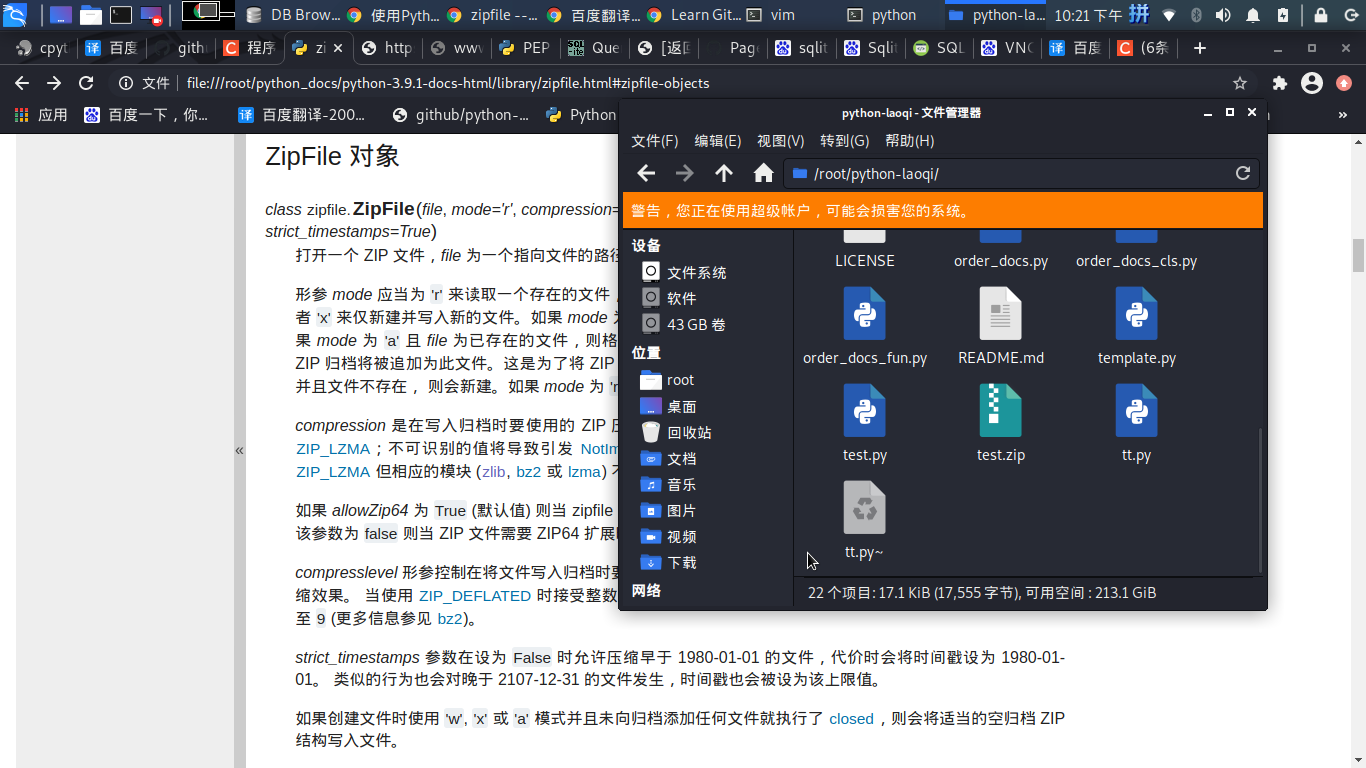 DB Brow...
使用Pyth...
zipfile --...
百度翻译...
Learn Git...
vim
python
python-la...
10:21 下午
拼
cpyt
译 百度
gith
C 程序
zi
http
www
PEP
Que
[返回
Page
sqlit
Sqlit
SQL
VNC
译 百度
C (6条
文件
file:///root/python_docs/python-3.9.1-docs-html/library/zipfile.html#zipfile-objects
应用
百度一下，你...
译 百度翻译-200...
github/python-...
Python
»
python-laoqi - 文件管理器
文件(F) 编辑(E) 视图(V) 转到(G) 帮助(H)
/root/python-laoqi/
警告，您正在使用超级帐户，可能会损害您的系统。
设备
文件系统
软件
43 GB 卷
位置
root
桌面
回收站
文档
音乐
图片
视频
下载
网络
LICENSE
order_docs.py
order_docs_cls.py
order_docs_fun.py
README.md
template.py
test.py
test.zip
tt.py
tt.py~
22 个项目: 17.1 KiB (17,555 字节), 可用空间 : 213.1 GiB
«
ZipFile 对象
class zipfile.ZipFile(file, mode='r', compression=
strict_timestamps=True)
打开一个 ZIP 文件，file 为一个指向文件的路径
形参 mode 应当为 'r' 来读取一个存在的文件，
者 'x' 来仅新建并写入新的文件。如果 mode 为
果 mode 为 'a' 且 file 为已存在的文件，则格
ZIP 归档将被追加为此文件。这是为了将 ZIP
并且文件不存在， 则会新建。如果 mode 为 'r
compression 是在写入归档时要使用的 ZIP 压
ZIP_LZMA；不可识别的值将导致引发 NotIm
ZIP_LZMA 但相应的模块 (zlib, bz2 或 lzma) 不
如果 allowZip64 为 True (默认值) 则当 zipfile
该参数为 false 则当 ZIP 文件需要 ZIP64 扩展
compresslevel 形参控制在将文件写入归档时要
缩效果。 当使用 ZIP_DEFLATED 时接受整数
至 9 (更多信息参见 bz2)。
strict_timestamps 参数在设为 False 时允许压缩早于 1980-01-01 的文件，代价时会将时间戳设为 1980-01-
01。 类似的行为也会对晚于 2107-12-31 的文件发生，时间戳也会被设为该上限值。
如果创建文件时使用 'w', 'x' 或 'a' 模式并且未向归档添加任何文件就执行了 closed，则会将适当的空归档 ZIP
结构写入文件。